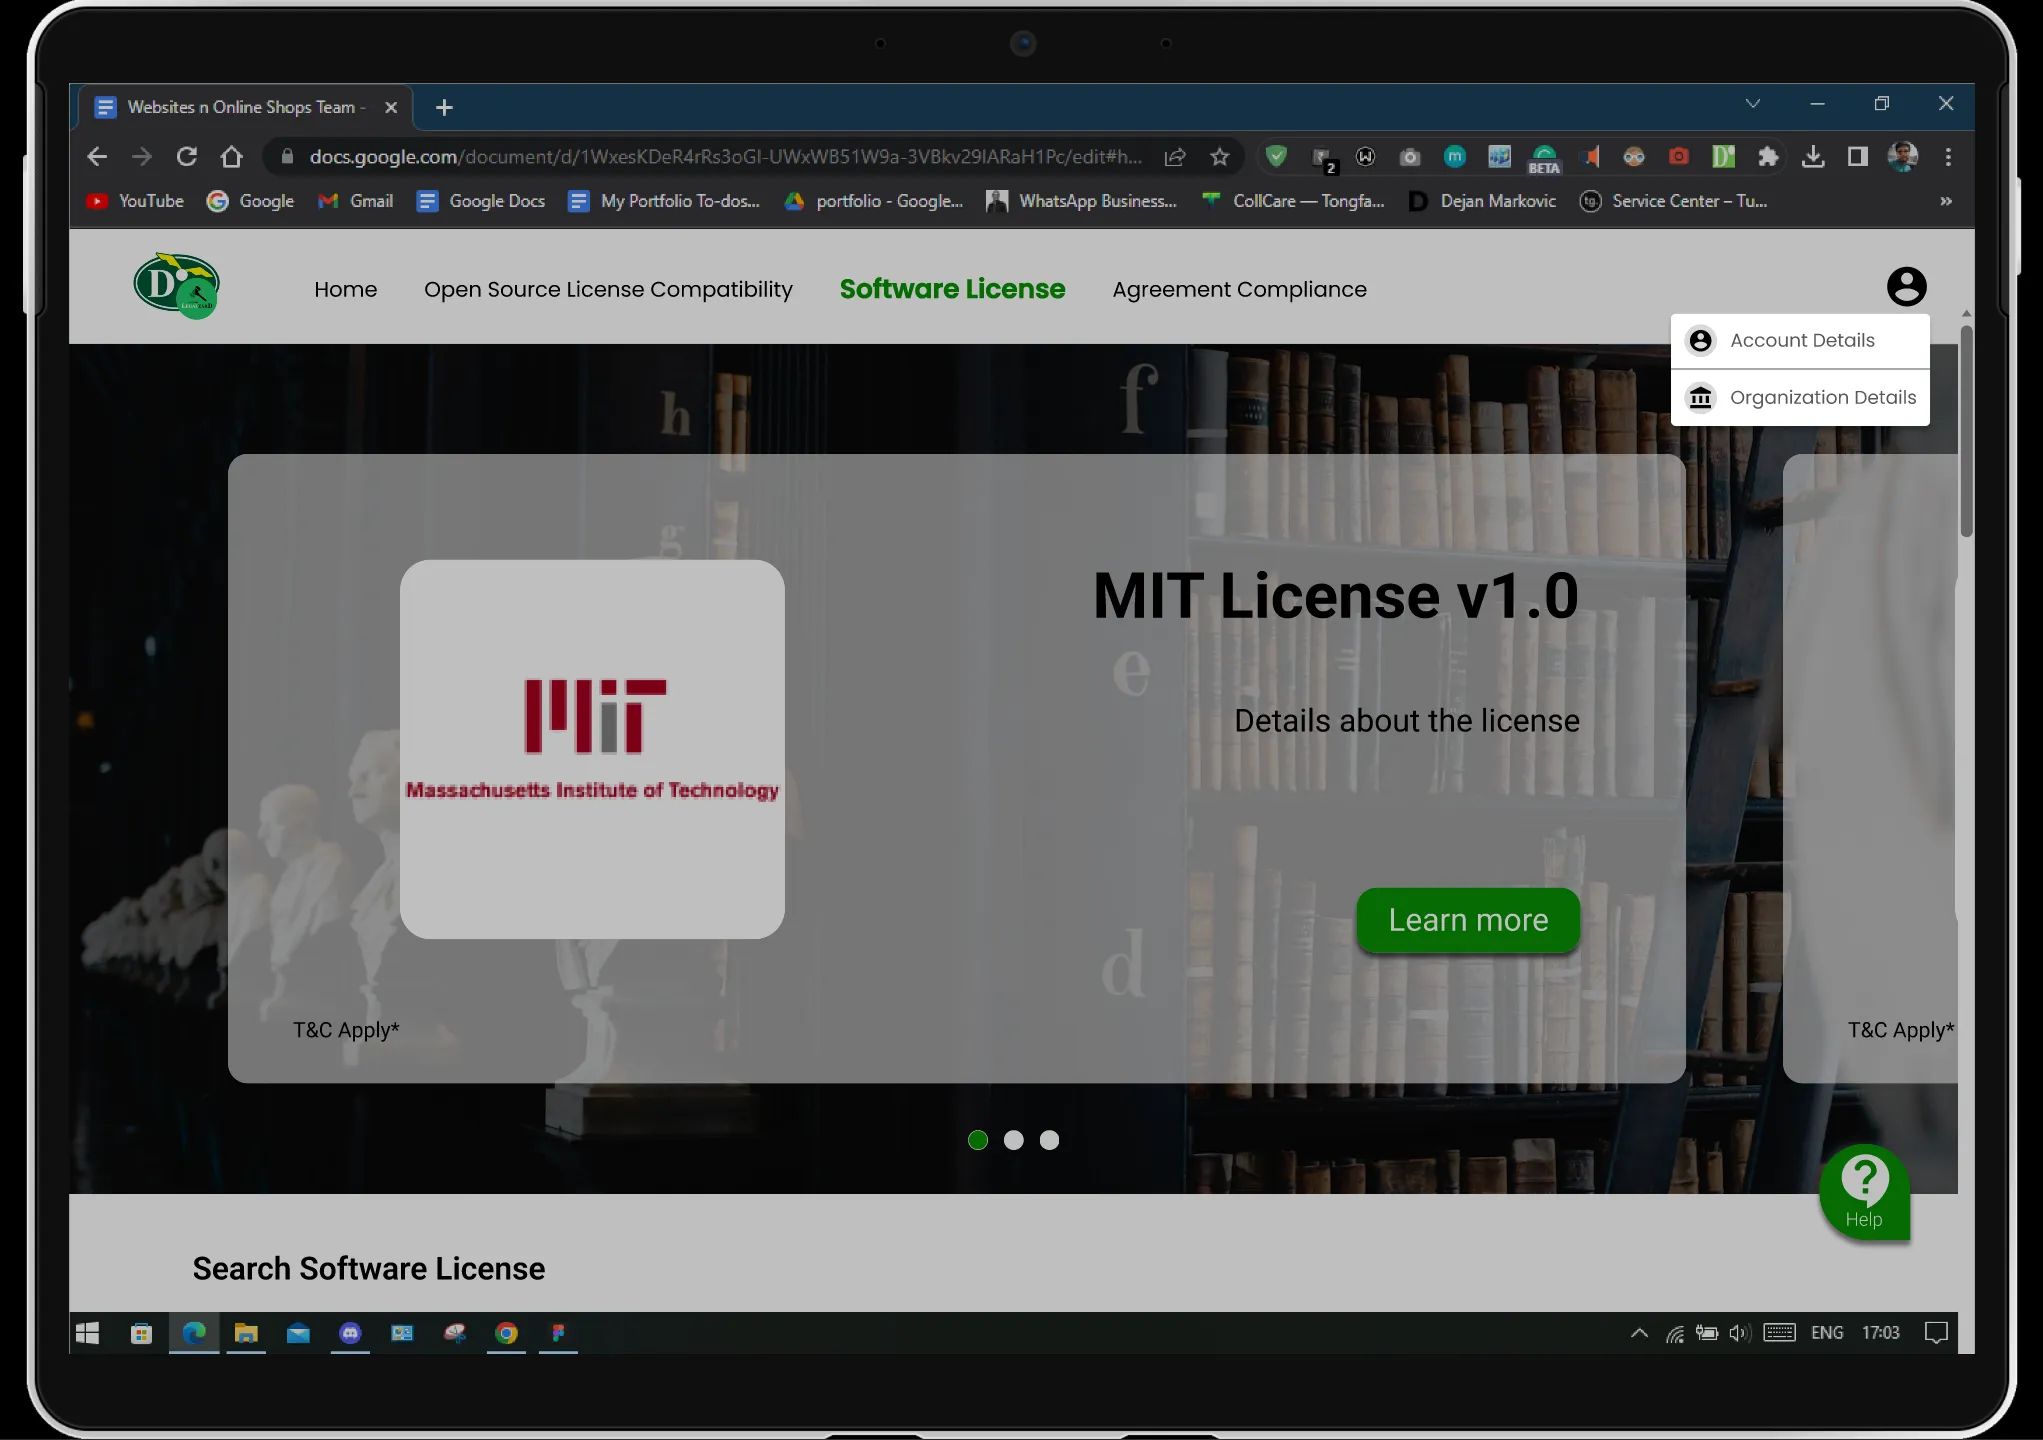 Websites n Online Shops Team -
docs.google.com/document/d/1WxesKDeR4rRs3oGI-UWxWB51W9a-3VBkv29IARaH1Pc/edit#h...
2
m
BETA
D
YouTube
Google
Gmail
Google Docs
My Portfolio To-dos...
portfolio - Google...
WhatsApp Business...
CollCare — Tongfa...
D
Dejan Markovic
tg.
Service Center – Tu...
D
Home
Open Source License Compatibility
Software License
Agreement Compliance
Account Details
Organization Details
h
f
g
MIT License v1.0
e
MiT
Details about the license
Massachusetts Institute of Technology
Learn more
d
T&C Apply*
T&C Apply*
?
Help
Search Software License
ENG
17:03